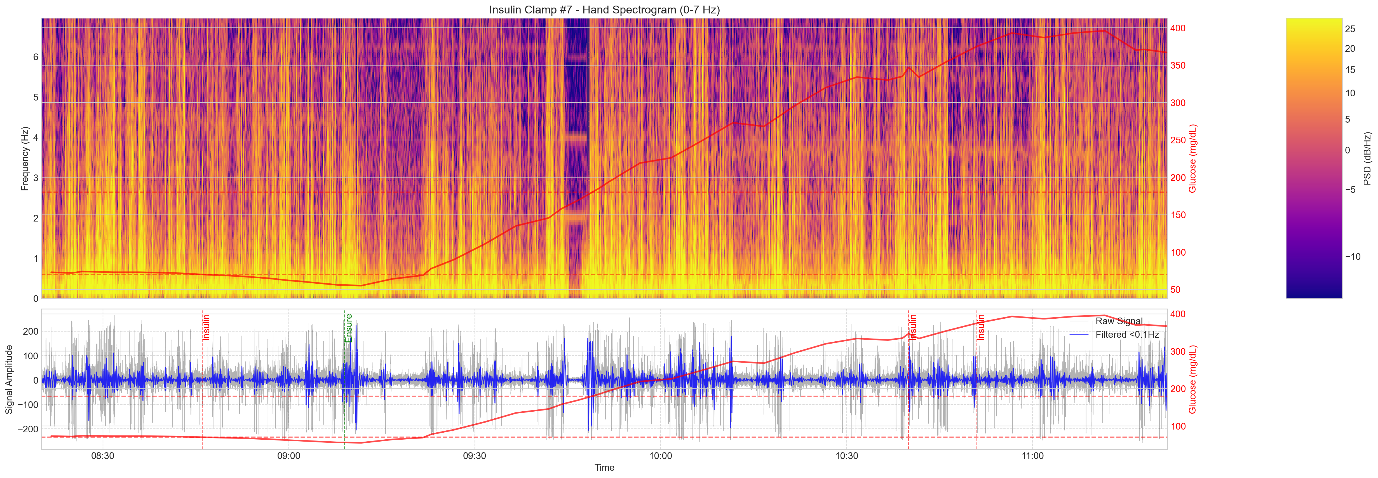 Insulin Clamp #7 - Hand Spectrogram (0-7 Hz)
Frequency (Hz)
6
5
4
3
2
1
0
400
350
300
250
200
150
100
50
Glucose (mg/dL)
25
20
15
10
5
0
−5
−10
PSD (dB/Hz)
Signal Amplitude
200
100
0
−100
−200
Insulin
Ensure
Insulin
Insulin
Raw Signal
Filtered <0.1Hz
400
300
200
100
Glucose (mg/dL)
08:30
09:00
09:30
10:00
10:30
11:00
Time